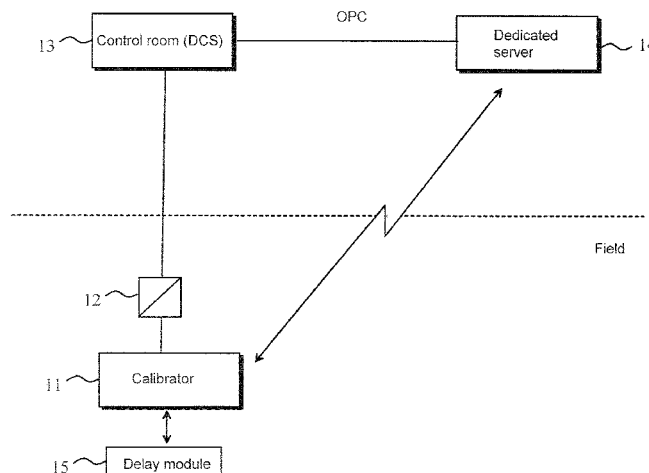 OPC
13
Control room (DCS)
Dedicated
server
14
Field
12
11
Calibrator
15
Delay module